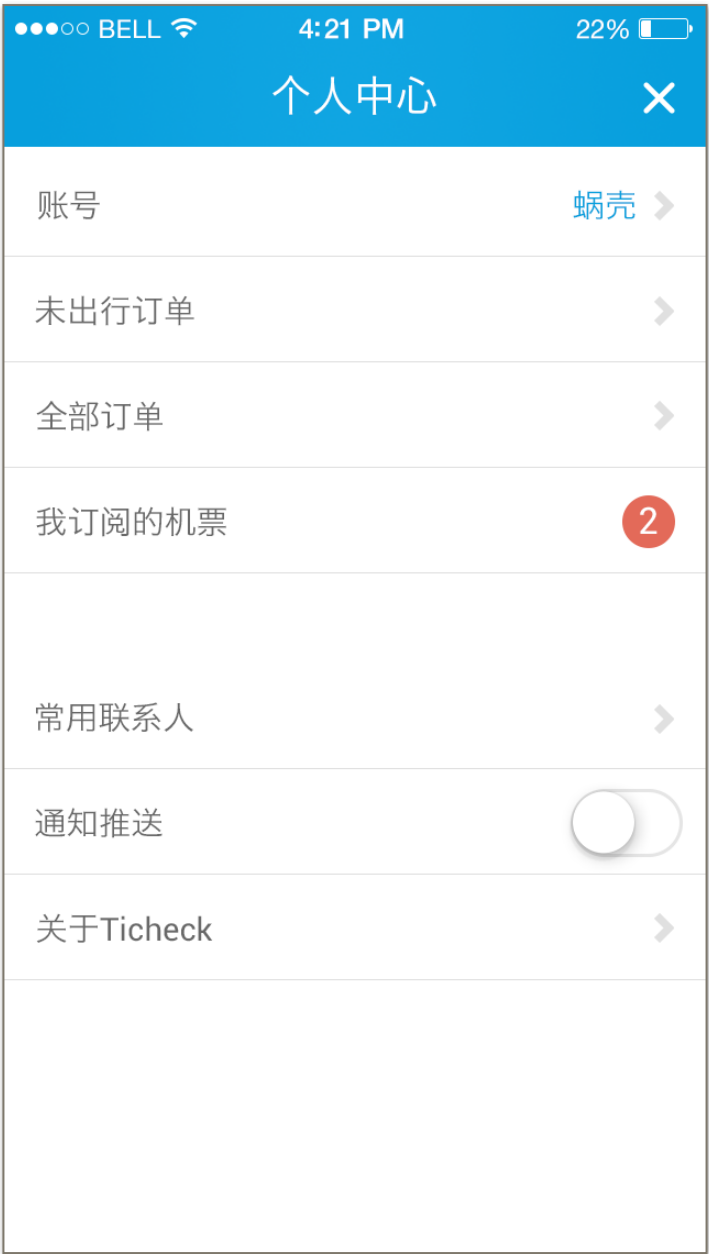 BELL 4:21 PM 22%
个人中心
账号 蜗壳
未出行订单
全部订单
我订阅的机票 2
常用联系人
通知推送
关于Ticheck